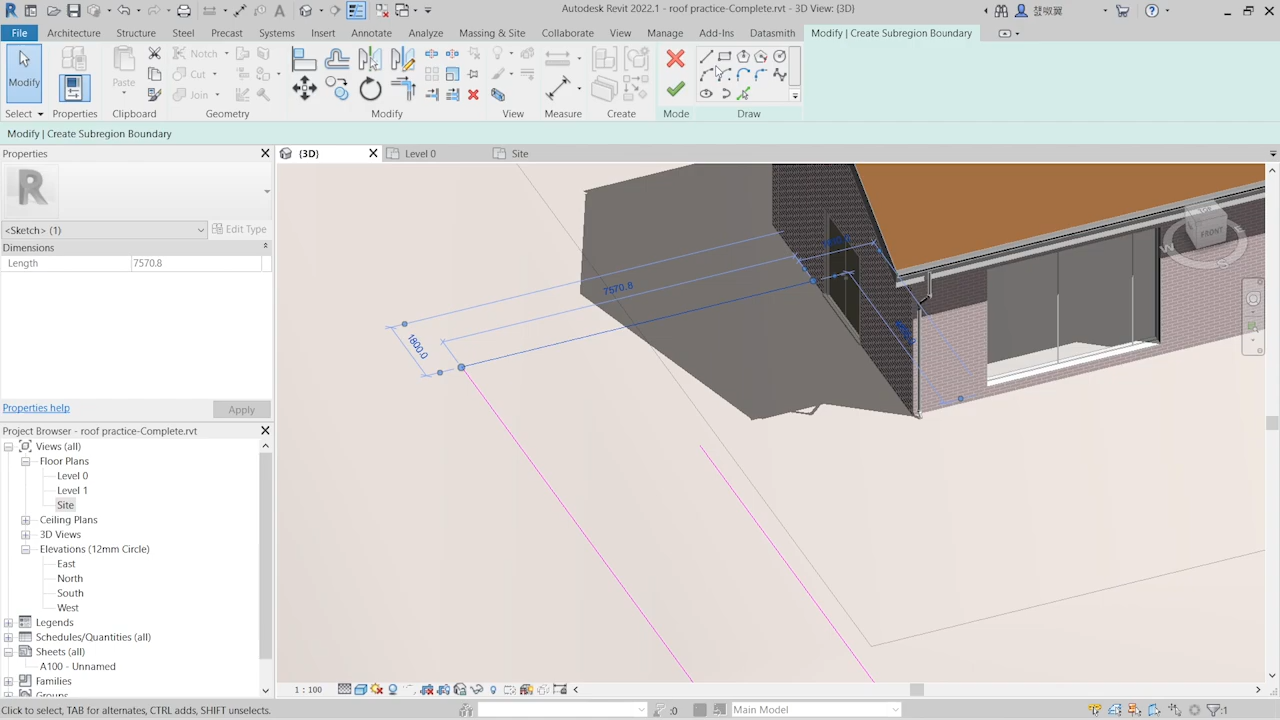 Autodesk Revit 2022.1 - roof practice-Complete.rvt - 3D View: {3D}
File Architecture Structure Steel Precast Systems Insert Annotate Analyze Massing & Site Collaborate View Manage Add-Ins Datasmith Modify | Create Subregion Boundary
Modify Paste Notch Cut Join
Select Properties Clipboard Geometry Modify View Measure Create Mode Draw
Modify | Create Subregion Boundary
Properties
{3D} Level 0 Site
<Sketch> (1) Edit Type
Dimensions
Length 7570.8
Properties help Apply
Project Browser - roof practice-Complete.rvt
Views (all)
Floor Plans
Level 0
Level 1
Site
Ceiling Plans
3D Views
Elevations (12mm Circle)
East
North
South
West
Legends
Schedules/Quantities (all)
Sheets (all)
A100 - Unnamed
Families
Groups
7570.8
1800.0
FRONT
1 : 100
Click to select, TAB for alternates, CTRL adds, SHIFT unselects.
:0
Main Model
:1